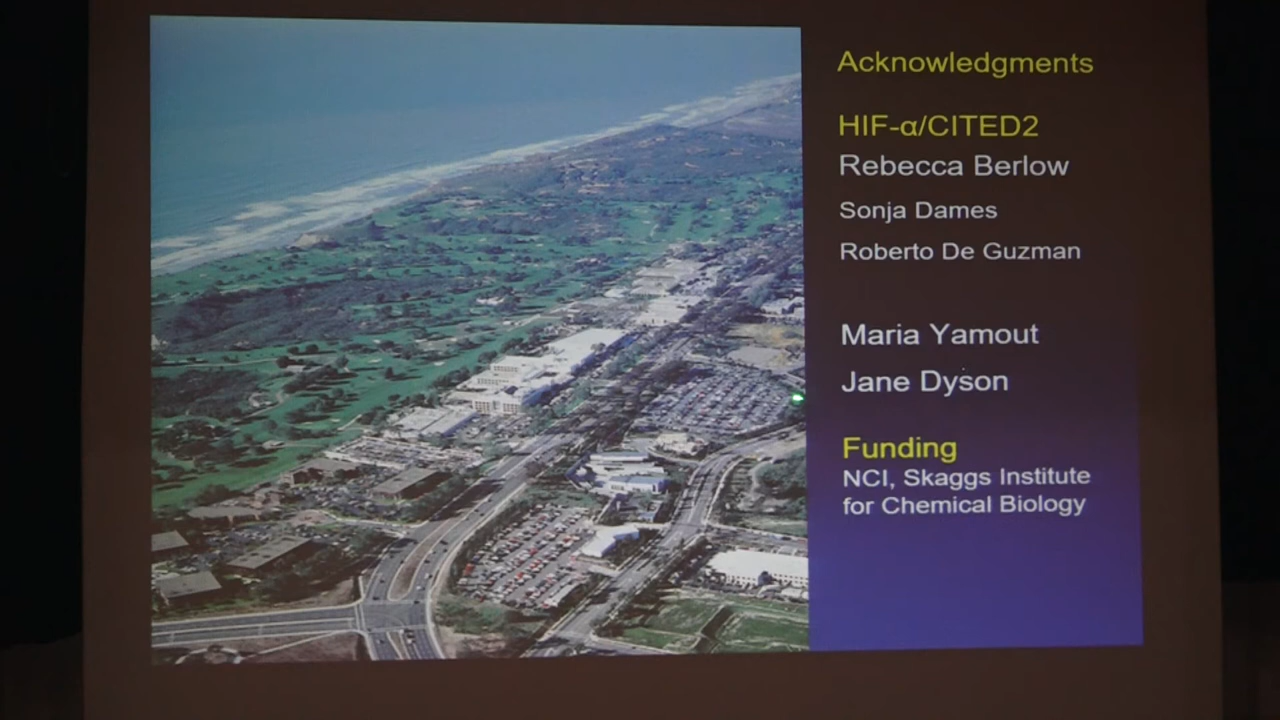 Acknowledgments
HIF-α/CITED2
Rebecca Berlow
Sonja Dames
Roberto De Guzman
Maria Yamout
Jane Dyson
Funding
NCI, Skaggs Institute
for Chemical Biology